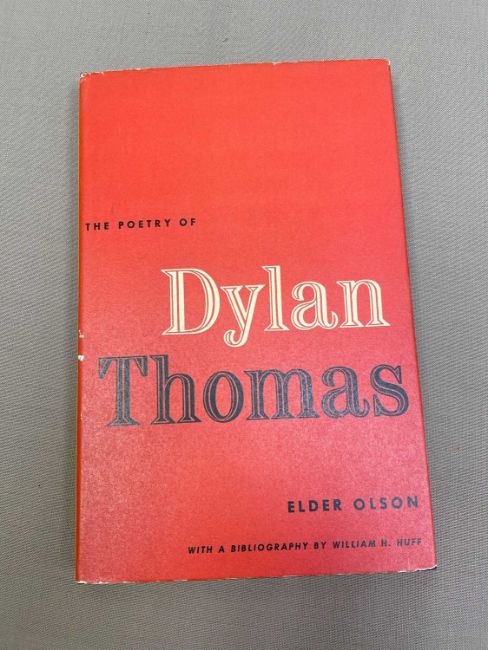 THE POETRY OF
Dylan
Thomas
ELDER OLSON
WITH A BIBLIOGRAPHY BY WILLIAM H. HUFF